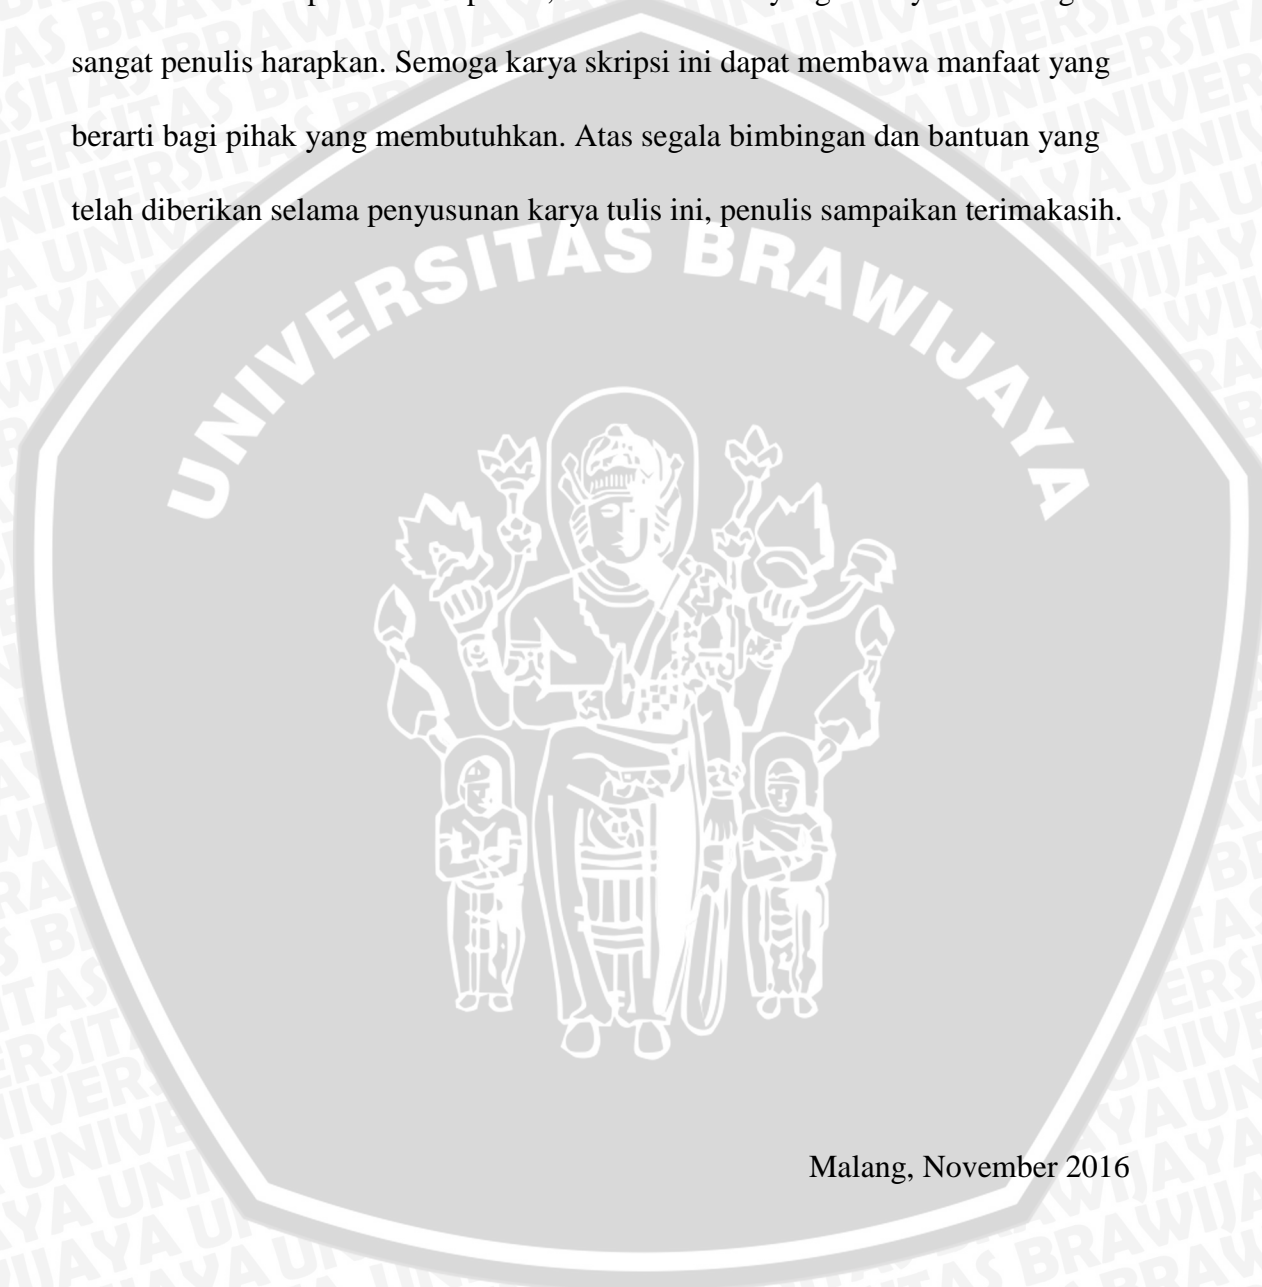 sangat penulis harapkan. Semoga karya skripsi ini dapat membawa manfaat yang
berarti bagi pihak yang membutuhkan. Atas segala bimbingan dan bantuan yang
telah diberikan selama penyusunan karya tulis ini, penulis sampaikan terimakasih.
UNIVERSITAS BRAWIJAYA
Malang, November 2016